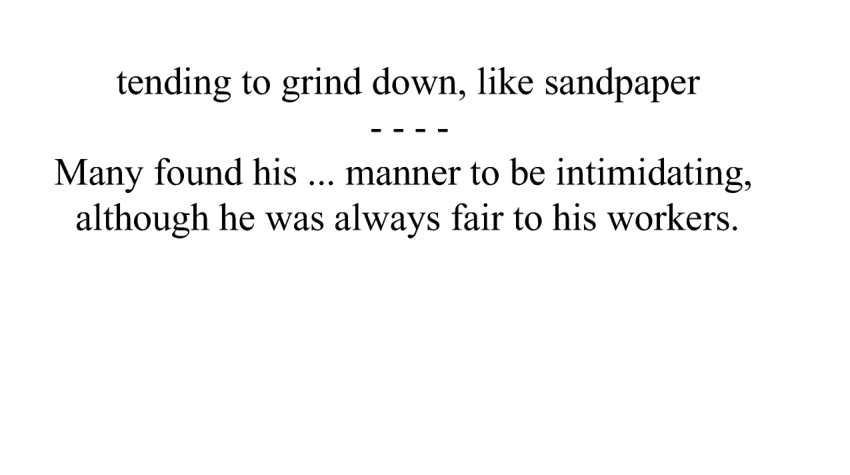 tending to grind down, like sandpaper
- - - -
Many found his ... manner to be intimidating,
although he was always fair to his workers.